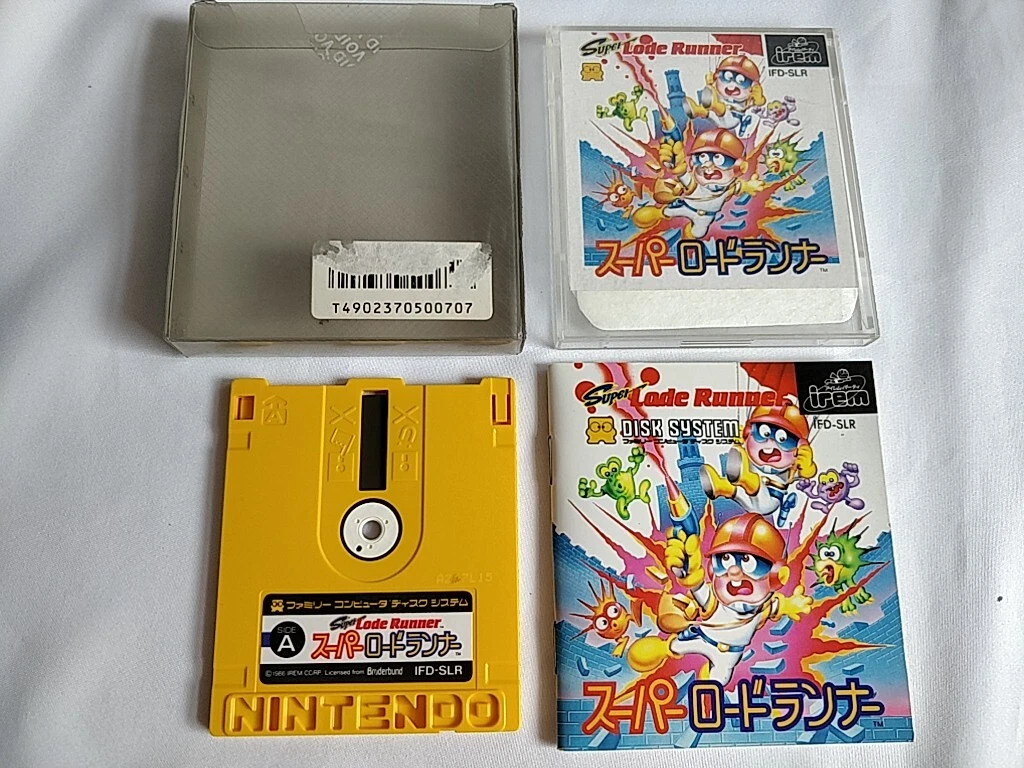 T4902370500707
Super Lode Runner
irem
IFD-SLR
スーパーロードランナー
TM
SIDE
A
ファミリー コンピュータ ディスク システム
Super Lode Runner
スーパーロードランナー
©1986 IREM CORP. Licensed from Brøderbund IFD-SLR
NINTENDO
Super Lode Runner
irem
DISK SYSTEM
IFD-SLR
ファミリー コンピュータ ディスク システム
スーパーロードランナー
TM